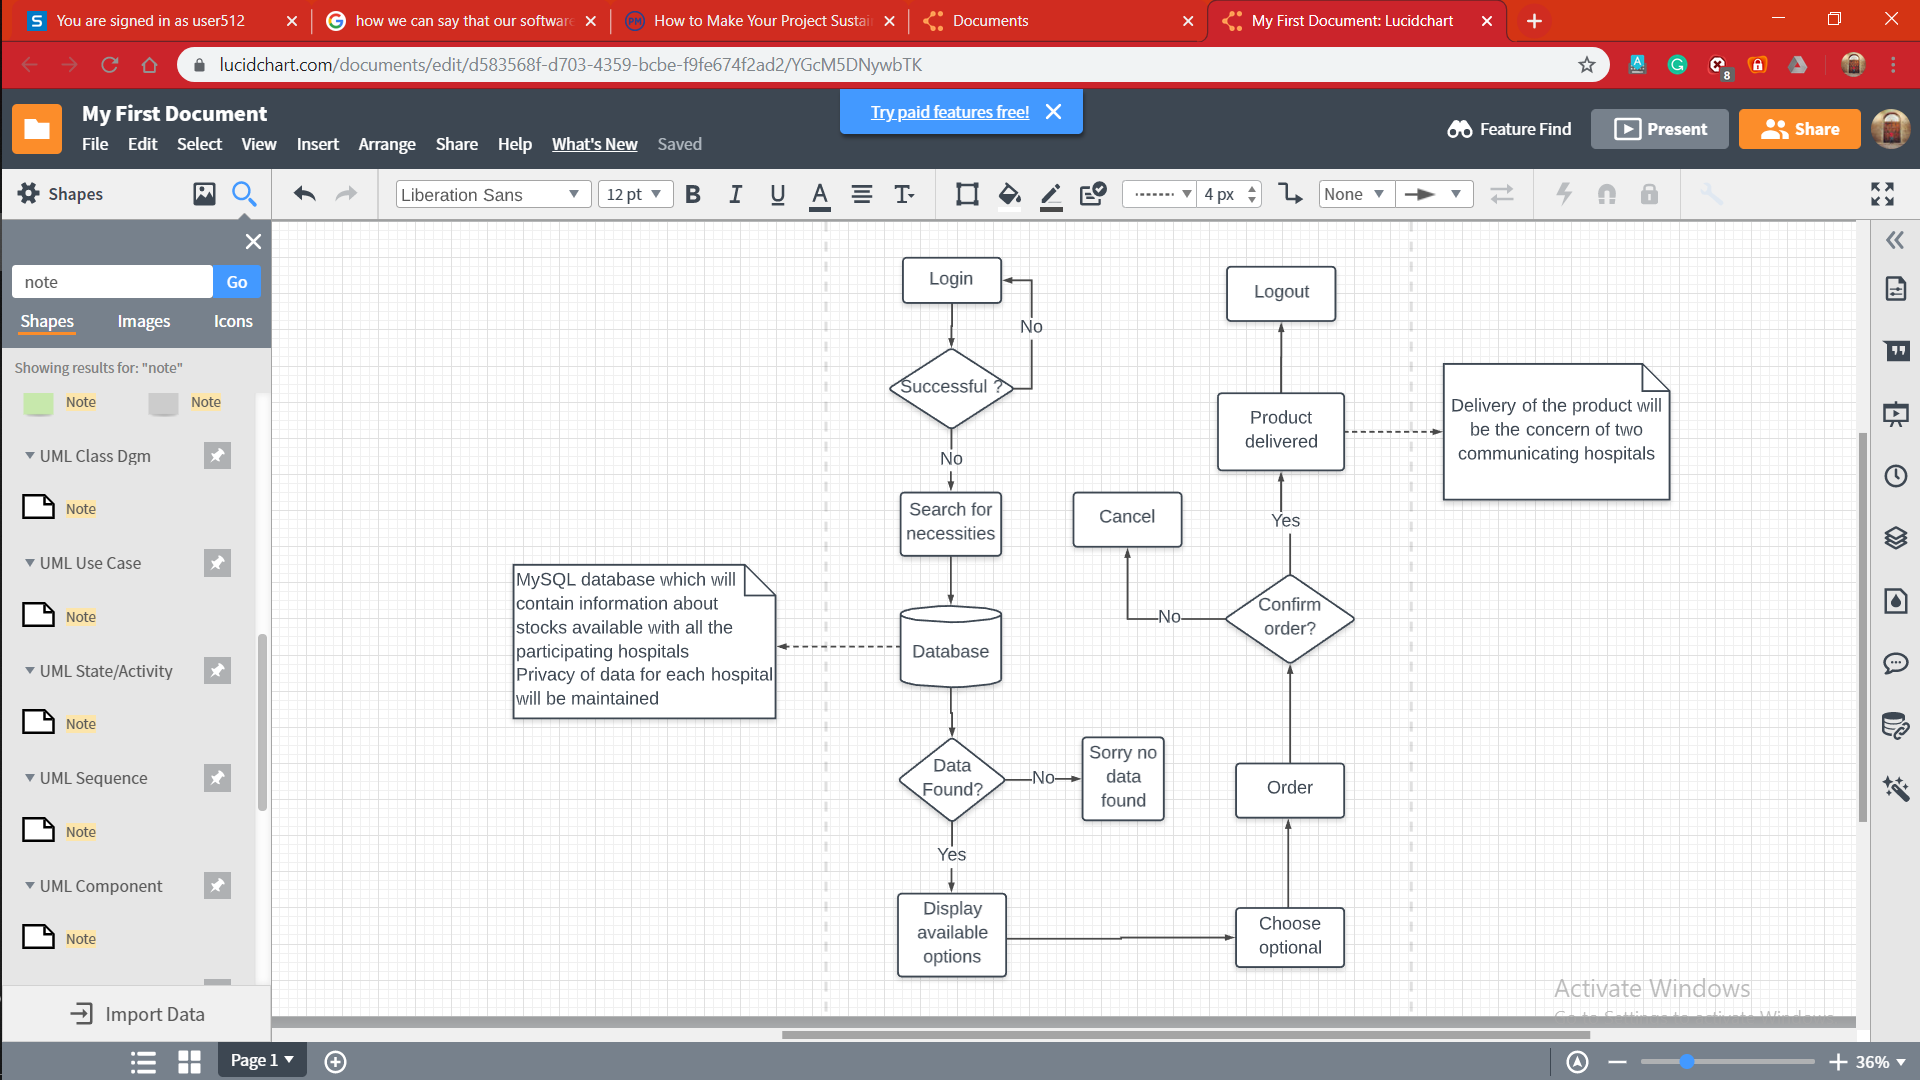 You are signed in as user512
how we can say that our software
How to Make Your Project Sustai
Documents
My First Document: Lucidchart
lucidchart.com/documents/edit/d583568f-d703-4359-bcbe-f9fe674f2ad2/YGcM5DNywbTK
8
My First Document
File Edit Select View Insert Arrange Share Help What's New Saved
Try paid features free!
Feature Find
Present
Share
Shapes
Liberation Sans
12 pt
B I U A T
4 px
None
note
Go
Shapes Images Icons
Showing results for: "note"
Note Note
UML Class Dgm
Note
UML Use Case
Note
UML State/Activity
Note
UML Sequence
Note
UML Component
Note
Import Data
Login
No
Successful ?
No
Search for
necessities
MySQL database which will
contain information about
stocks available with all the
participating hospitals
Privacy of data for each hospital
will be maintained
Database
Data
Found?
No
Sorry no
data
found
Yes
Display
available
options
Choose
optional
Order
Confirm
order?
No
Cancel
Yes
Product
delivered
Delivery of the product will
be the concern of two
communicating hospitals
Logout
Activate Windows
Go to Settings to activate Windows.
Page 1
36%